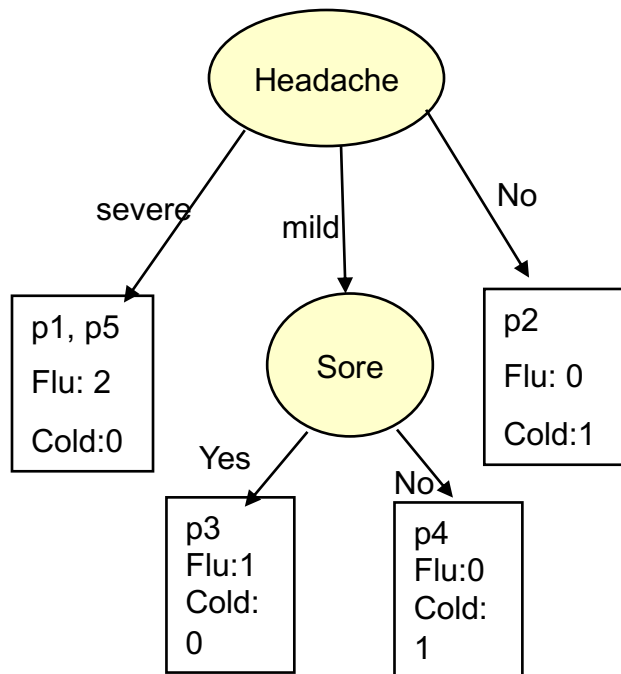 Headache
severe
mild
No
p1, p5
Flu: 2
Cold:0
Sore
p2
Flu: 0
Cold:1
Yes
No
p3
Flu:1
Cold:
0
p4
Flu:0
Cold:
1